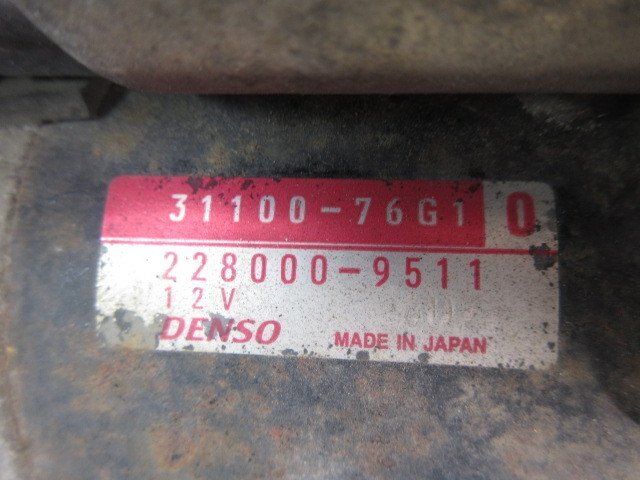 31100-76G1 0
228000-9511
12V
DENSO MADE IN JAPAN